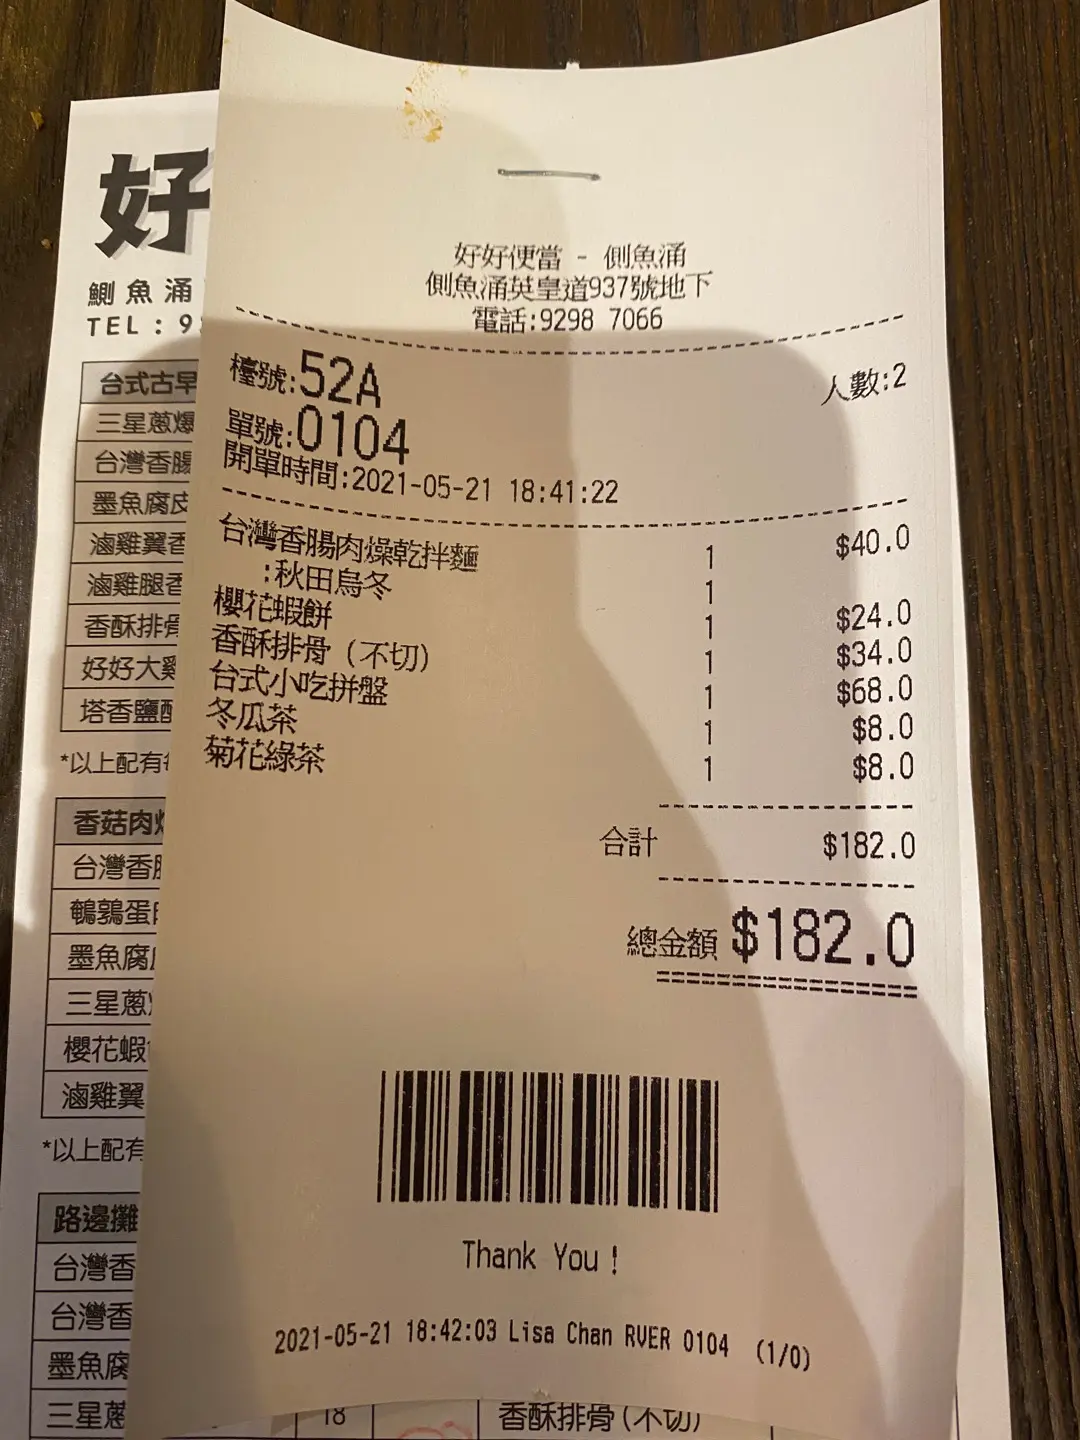 好好便當 - 側魚涌
側魚涌英皇道937號地下
電話:9298 7066
檯號:52A 人數:2
單號:0104
開單時間:2021-05-21 18:41:22
台灣香腸肉燥乾拌麵 1 $40.0
:秋田烏冬 1
櫻花蝦餅 1 $24.0
香酥排骨 (不切) 1 $34.0
台式小吃拼盤 1 $68.0
冬瓜茶 1 $8.0
菊花綠茶 1 $8.0
合計 $182.0
總金額 $182.0
Thank You !
2021-05-21 18:42:03 Lisa Chan RVER 0104 (1/0)
好
鰂魚涌
TEL : 9
台式古早
三星蔥爆
台灣香腸
墨魚腐皮
滷雞翼香
滷雞腿香
香酥排骨
好好大雞
塔香鹽酥
*以上配有
香菇肉燥
台灣香腸
鵪鶉蛋
墨魚腐皮
三星蔥
櫻花蝦
滷雞翼
*以上配有
路邊攤
台灣香
台灣香
墨魚腐
三星蔥 18 香酥排骨 (不切)